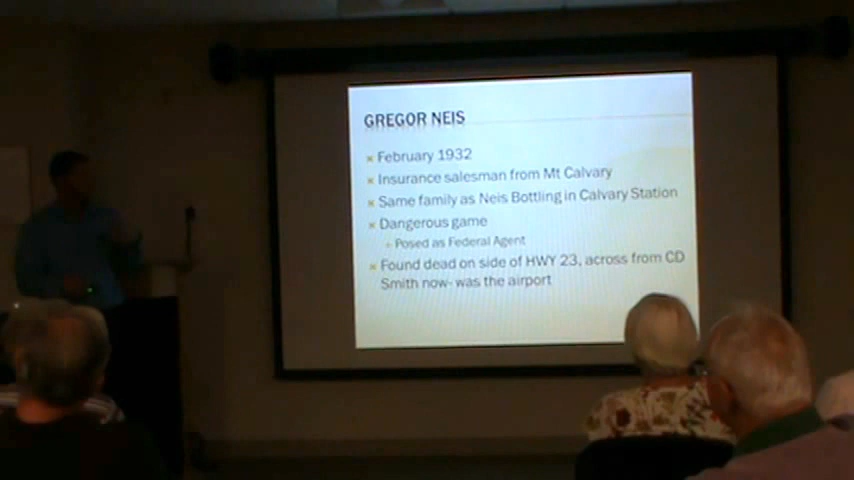 GREGOR NEIS
February 1932
Insurance salesman from Mt Calvary
Same family as Neis Bottling in Calvary Station
Dangerous game
Posed as Federal Agent
Found dead on side of HWY 23, across from CD
Smith now- was the airport